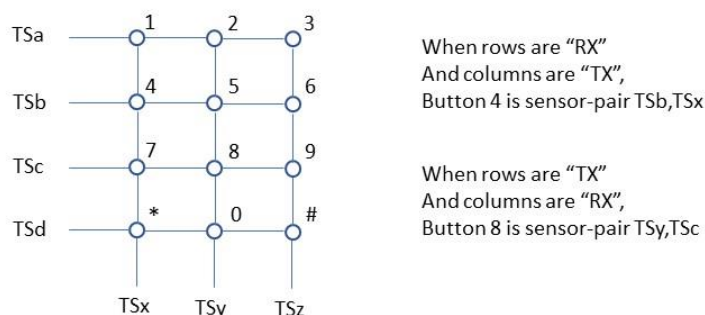 TSa 1 2 3
When rows are “RX”
And columns are “TX”,
TSb 4 5 6
Button 4 is sensor-pair TSb,TSx
TSc 7 8 9
When rows are “TX”
And columns are “RX”,
TSd * 0 #
Button 8 is sensor-pair TSy,TSc
TSx TSy TSz